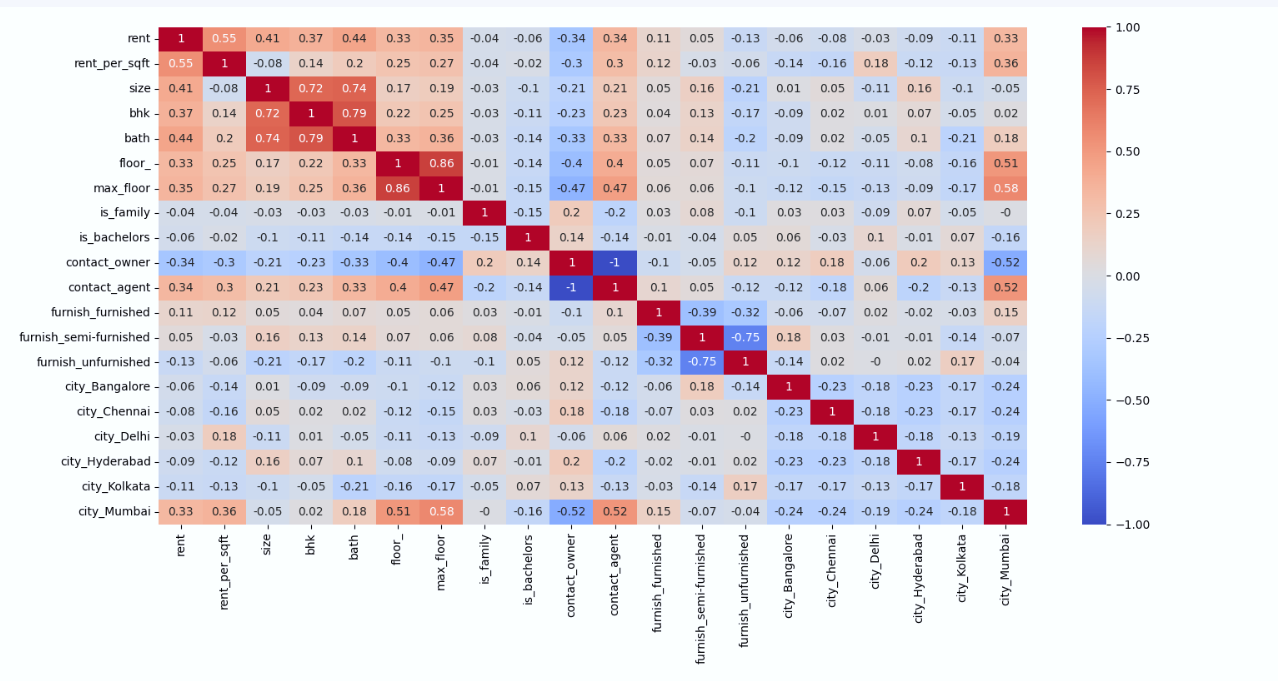 rent 1 0.55 0.41 0.37 0.44 0.33 0.35 -0.04 -0.06 -0.34 0.34 0.11 0.05 -0.13 -0.06 -0.08 -0.03 -0.09 -0.11 0.33
rent_per_sqft 0.55 1 -0.08 0.14 0.2 0.25 0.27 -0.04 -0.02 -0.3 0.3 0.12 -0.03 -0.06 -0.14 -0.16 0.18 -0.12 -0.13 0.36
size 0.41 -0.08 1 0.72 0.74 0.17 0.19 -0.03 -0.1 -0.21 0.21 0.05 0.16 -0.21 0.01 0.05 -0.11 0.16 -0.1 -0.05
bhk 0.37 0.14 0.72 1 0.79 0.22 0.25 -0.03 -0.11 -0.23 0.23 0.04 0.13 -0.17 -0.09 0.02 0.01 0.07 -0.05 0.02
bath 0.44 0.2 0.74 0.79 1 0.33 0.36 -0.03 -0.14 -0.33 0.33 0.07 0.14 -0.2 -0.09 0.02 -0.05 0.1 -0.21 0.18
floor_ 0.33 0.25 0.17 0.22 0.33 1 0.86 -0.01 -0.14 -0.4 0.4 0.05 0.07 -0.11 -0.1 -0.12 -0.11 -0.08 -0.16 0.51
max_floor 0.35 0.27 0.19 0.25 0.36 0.86 1 -0.01 -0.15 -0.47 0.47 0.06 0.06 -0.1 -0.12 -0.15 -0.13 -0.09 -0.17 0.58
is_family -0.04 -0.04 -0.03 -0.03 -0.03 -0.01 -0.01 1 -0.15 0.2 -0.2 0.03 0.08 -0.1 0.03 0.03 -0.09 0.07 -0.05 -0
is_bachelors -0.06 -0.02 -0.1 -0.11 -0.14 -0.14 -0.15 -0.15 1 0.14 -0.14 -0.01 -0.04 0.05 0.06 -0.03 0.1 -0.01 0.07 -0.16
contact_owner -0.34 -0.3 -0.21 -0.23 -0.33 -0.4 -0.47 0.2 0.14 1 -1 -0.1 -0.05 0.12 0.12 0.18 -0.06 0.2 0.13 -0.52
contact_agent 0.34 0.3 0.21 0.23 0.33 0.4 0.47 -0.2 -0.14 -1 1 0.1 0.05 -0.12 -0.12 -0.18 0.06 -0.2 -0.13 0.52
furnish_furnished 0.11 0.12 0.05 0.04 0.07 0.05 0.06 0.03 -0.01 -0.1 0.1 1 -0.39 -0.32 -0.06 -0.07 0.02 -0.02 -0.03 0.15
furnish_semi-furnished 0.05 -0.03 0.16 0.13 0.14 0.07 0.06 0.08 -0.04 -0.05 0.05 -0.39 1 -0.75 0.18 0.03 -0.01 -0.01 -0.14 -0.07
furnish_unfurnished -0.13 -0.06 -0.21 -0.17 -0.2 -0.11 -0.1 -0.1 0.05 0.12 -0.12 -0.32 -0.75 1 -0.14 0.02 -0 0.02 0.17 -0.04
city_Bangalore -0.06 -0.14 0.01 -0.09 -0.09 -0.1 -0.12 0.03 0.06 0.12 -0.12 -0.06 0.18 -0.14 1 -0.23 -0.18 -0.23 -0.17 -0.24
city_Chennai -0.08 -0.16 0.05 0.02 0.02 -0.12 -0.15 0.03 -0.03 0.18 -0.18 -0.07 0.03 0.02 -0.23 1 -0.18 -0.23 -0.17 -0.24
city_Delhi -0.03 0.18 -0.11 0.01 -0.05 -0.11 -0.13 -0.09 0.1 -0.06 0.06 0.02 -0.01 -0 -0.18 -0.18 1 -0.18 -0.13 -0.19
city_Hyderabad -0.09 -0.12 0.16 0.07 0.1 -0.08 -0.09 0.07 -0.01 0.2 -0.2 -0.02 -0.01 0.02 -0.23 -0.23 -0.18 1 -0.17 -0.24
city_Kolkata -0.11 -0.13 -0.1 -0.05 -0.21 -0.16 -0.17 -0.05 0.07 0.13 -0.13 -0.03 -0.14 0.17 -0.17 -0.17 -0.13 -0.17 1 -0.18
city_Mumbai 0.33 0.36 -0.05 0.02 0.18 0.51 0.58 -0 -0.16 -0.52 0.52 0.15 -0.07 -0.04 -0.24 -0.24 -0.19 -0.24 -0.18 1
rent
rent_per_sqft
size
bhk
bath
floor_
max_floor
is_family
is_bachelors
contact_owner
contact_agent
furnish_furnished
furnish_semi-furnished
furnish_unfurnished
city_Bangalore
city_Chennai
city_Delhi
city_Hyderabad
city_Kolkata
city_Mumbai
1.00
0.75
0.50
0.25
0.00
−0.25
−0.50
−0.75
−1.00